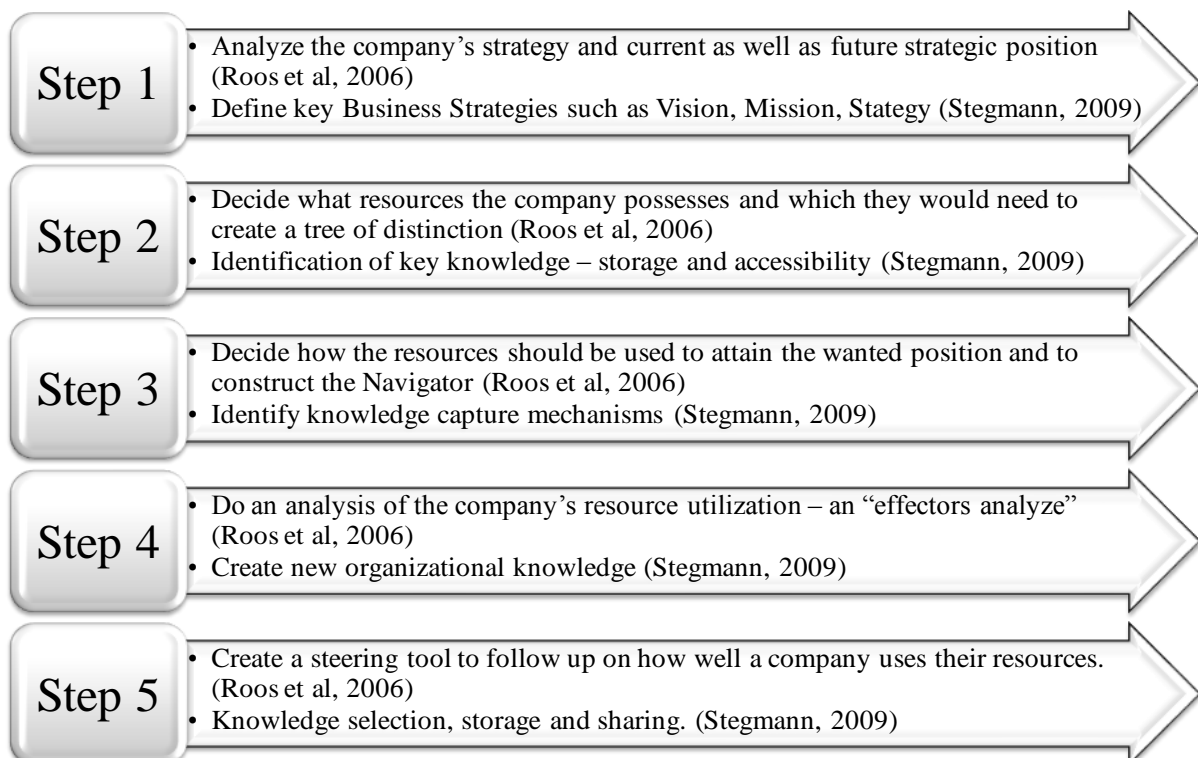 Step 1
• Analyze the company’s strategy and current as well as future strategic position
(Roos et al, 2006)
• Define key Business Strategies such as Vision, Mission, Stategy (Stegmann, 2009)
Step 2
• Decide what resources the company possesses and which they would need to
create a tree of distinction (Roos et al, 2006)
• Identification of key knowledge – storage and accessibility (Stegmann, 2009)
Step 3
• Decide how the resources should be used to attain the wanted position and to
construct the Navigator (Roos et al, 2006)
• Identify knowledge capture mechanisms (Stegmann, 2009)
Step 4
• Do an analysis of the company’s resource utilization – an “effectors analyze”
(Roos et al, 2006)
• Create new organizational knowledge (Stegmann, 2009)
Step 5
• Create a steering tool to follow up on how well a company uses their resources.
(Roos et al, 2006)
• Knowledge selection, storage and sharing. (Stegmann, 2009)